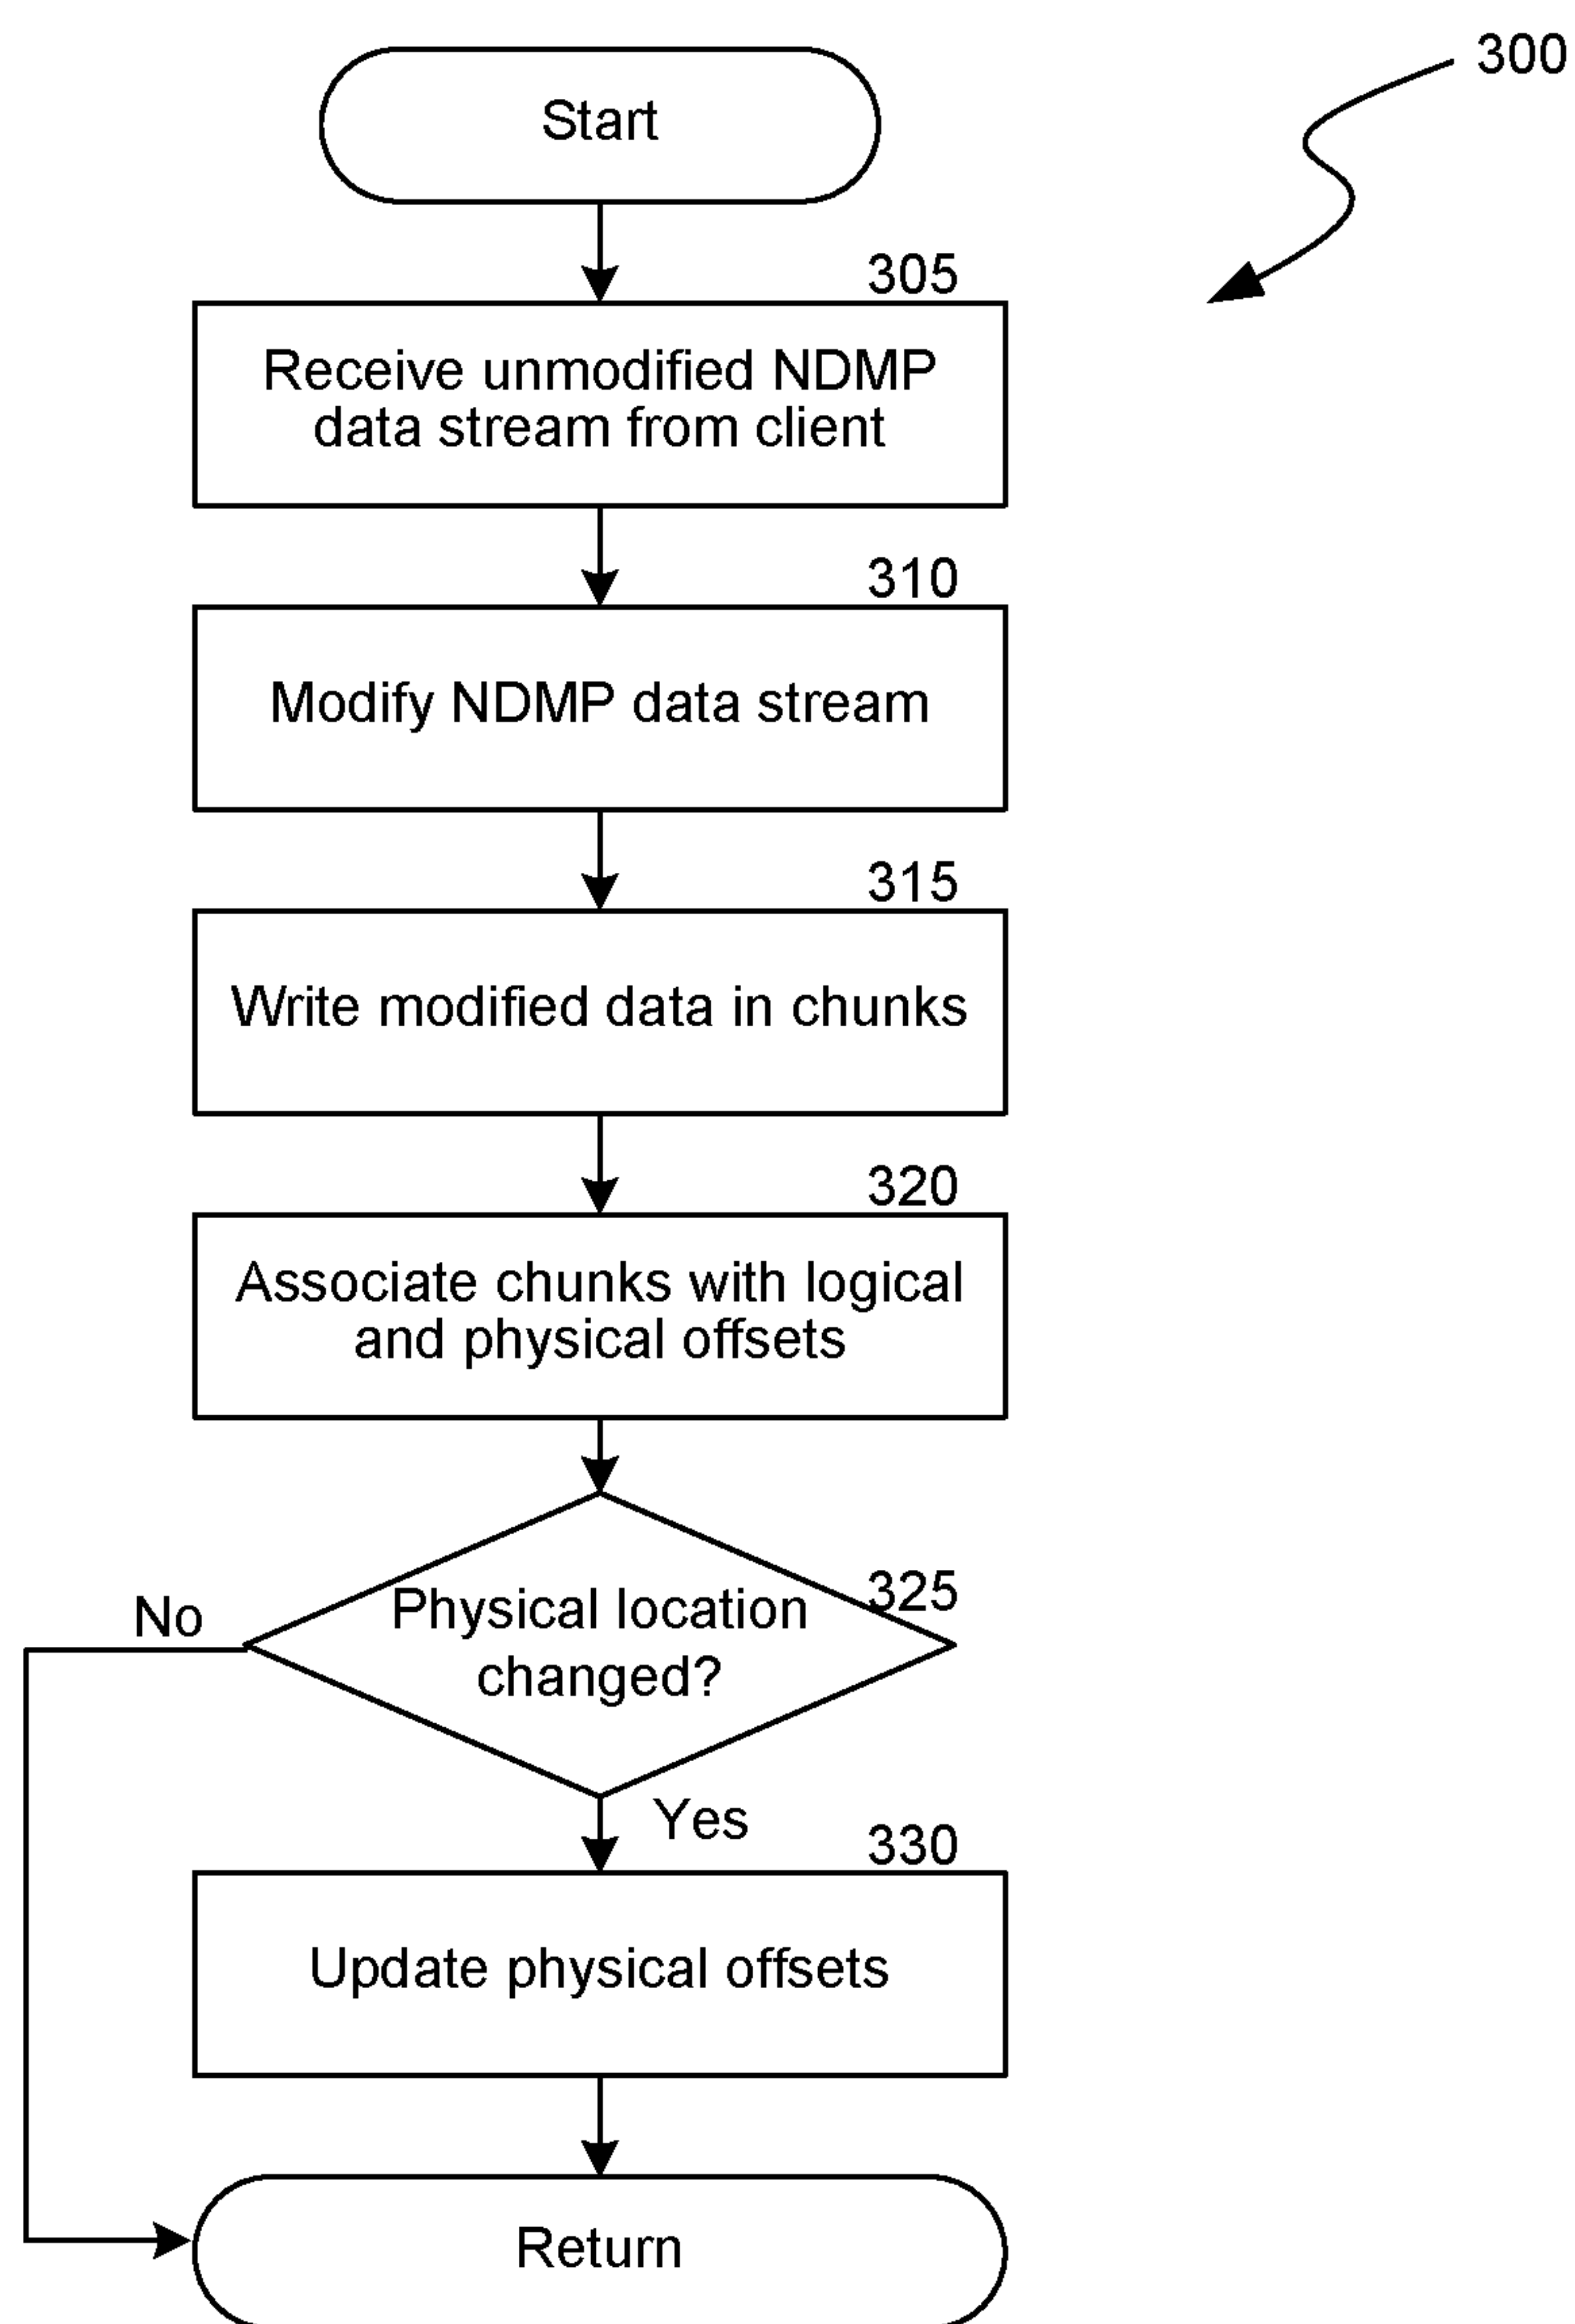 300
Start
305
Receive unmodified NDMP
data stream from client
310
Modify NDMP data stream
315
Write modified data in chunks
320
Associate chunks with logical
and physical offsets
325
No
Physical location
changed?
Yes
330
Update physical offsets
Return